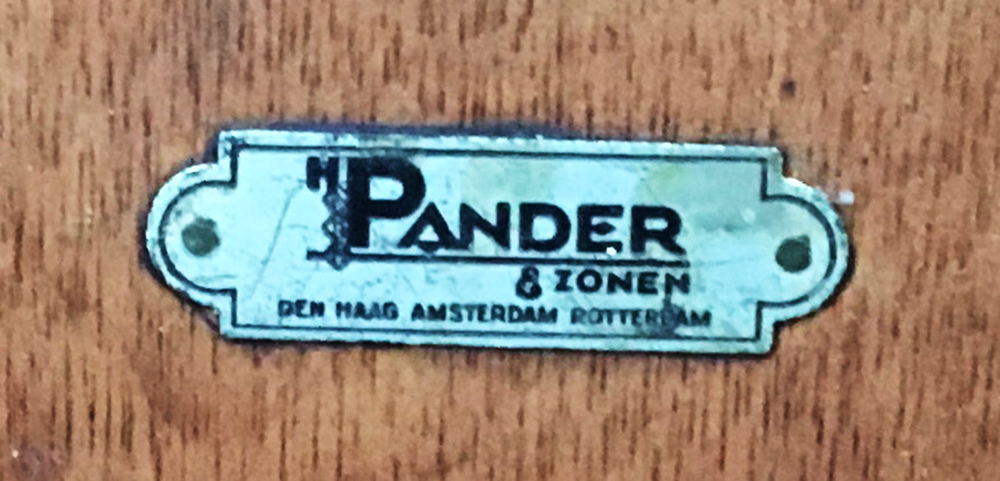 H PANDER
& ZONEN
DEN HAAG AMSTERDAM ROTTERDAM